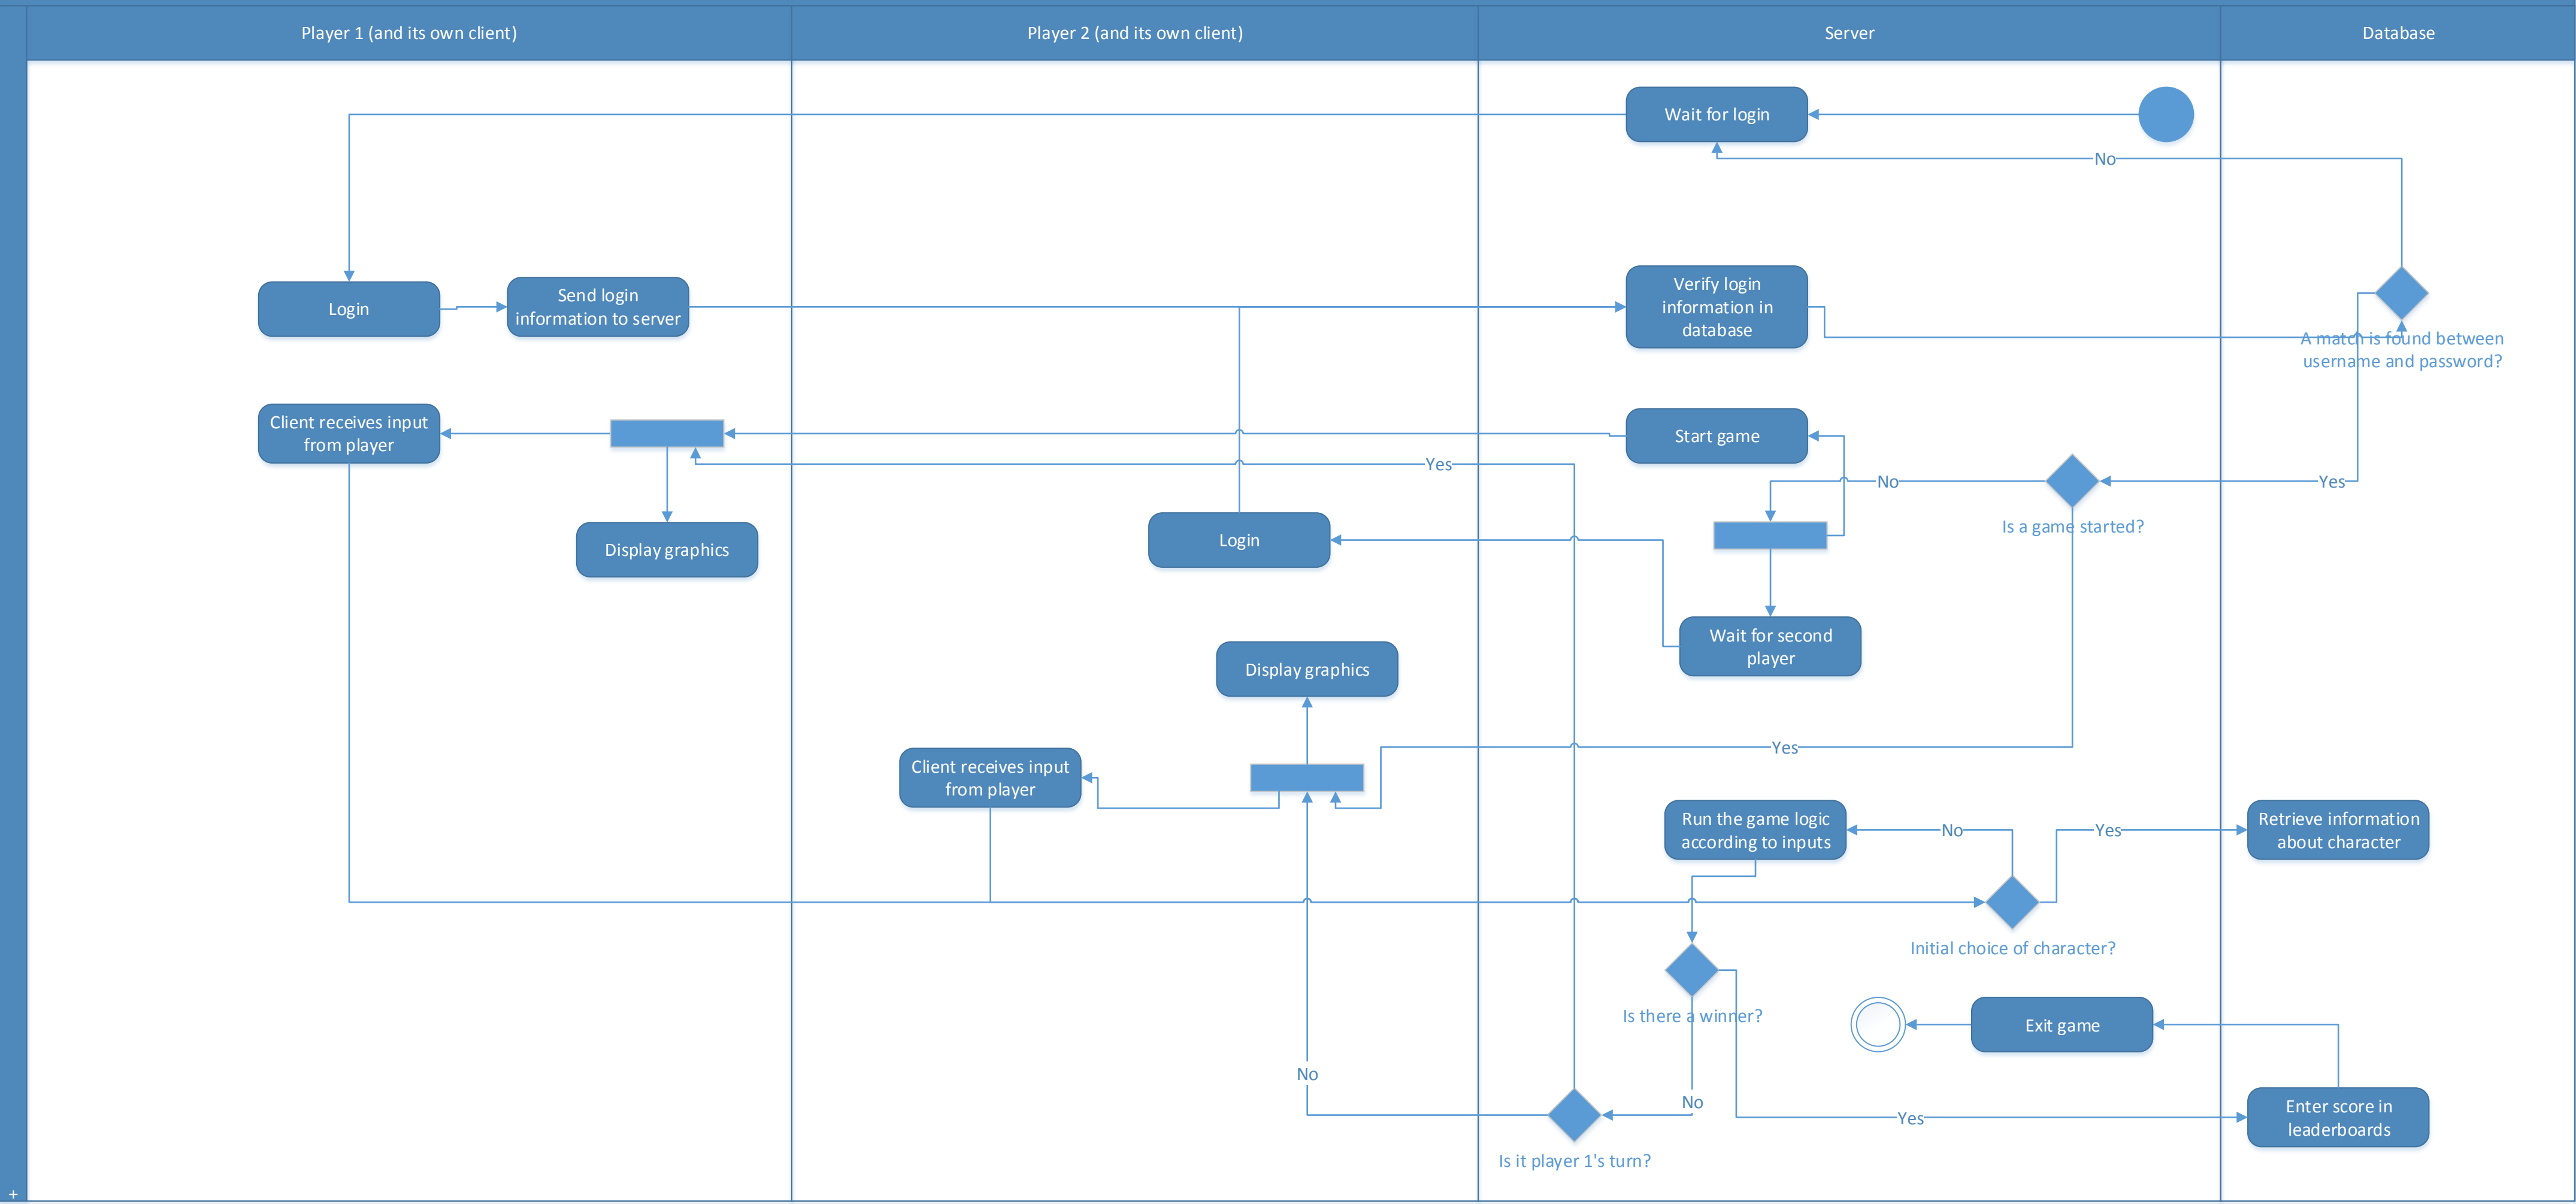 Player 1 (and its own client)
Player 2 (and its own client)
Server
Database
Wait for login
No
Login
Send login
information to server
Verify login
information in
database
A match is found between
username and password?
Client receives input
from player
Start game
Yes
No
Yes
Is a game started?
Display graphics
Login
Wait for second
player
Display graphics
Yes
Client receives input
from player
Run the game logic
according to inputs
No
Yes
Retrieve information
about character
Initial choice of character?
Is there a winner?
Exit game
No
No
Yes
Enter score in
leaderboards
Is it player 1's turn?
+